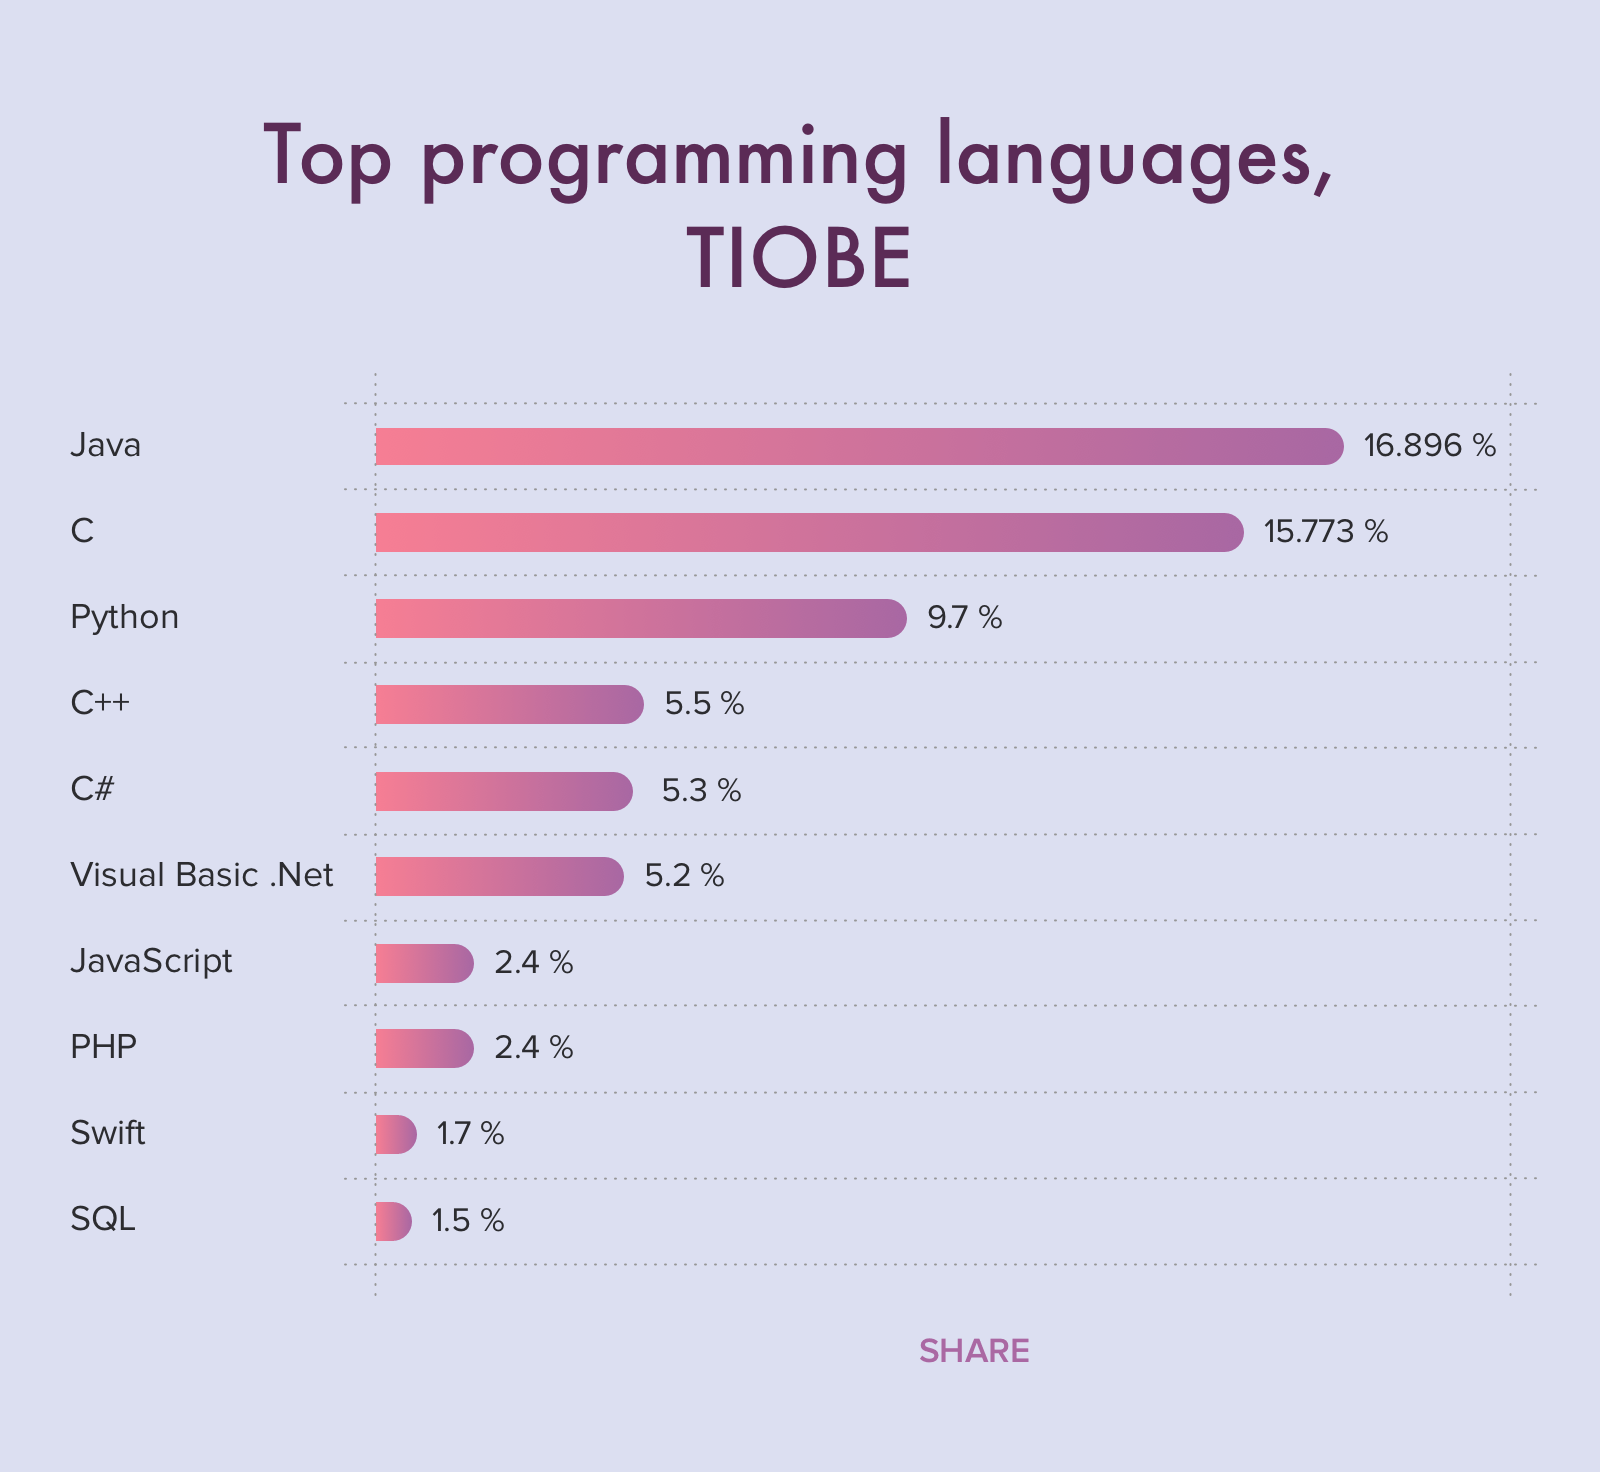 Top programming languages,
TIOBE
Java 16.896 %
C 15.773 %
Python 9.7 %
C++ 5.5 %
C# 5.3 %
Visual Basic .Net 5.2 %
JavaScript 2.4 %
PHP 2.4 %
Swift 1.7 %
SQL 1.5 %
SHARE